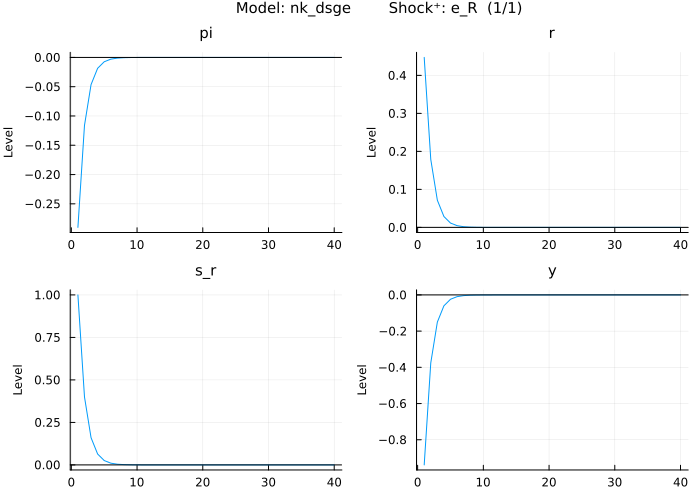 Model: nk_dsge Shock⁺: e_R (1/1)
pi
r
Level
0.00
−0.05
−0.10
−0.15
−0.20
−0.25
0 10 20 30 40
Level
0.4
0.3
0.2
0.1
0.0
0 10 20 30 40
s_r
y
Level
1.00
0.75
0.50
0.25
0.00
0 10 20 30 40
Level
0.0
−0.2
−0.4
−0.6
−0.8
0 10 20 30 40